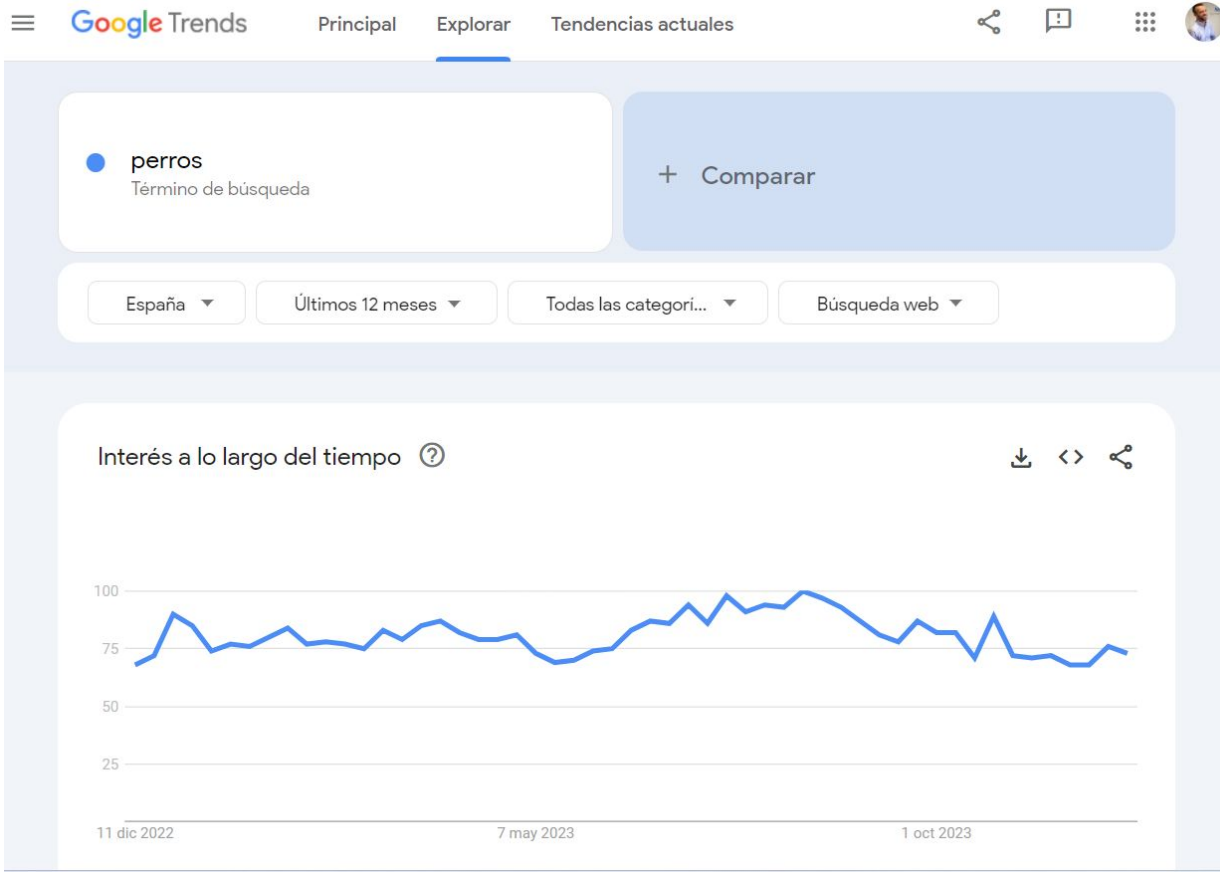 Google Trends Principal Explorar Tendencias actuales
perros
Término de búsqueda
+ Comparar
España Últimos 12 meses Todas las categorí... Búsqueda web
Interés a lo largo del tiempo
100
75
50
25
11 dic 2022 7 may 2023 1 oct 2023